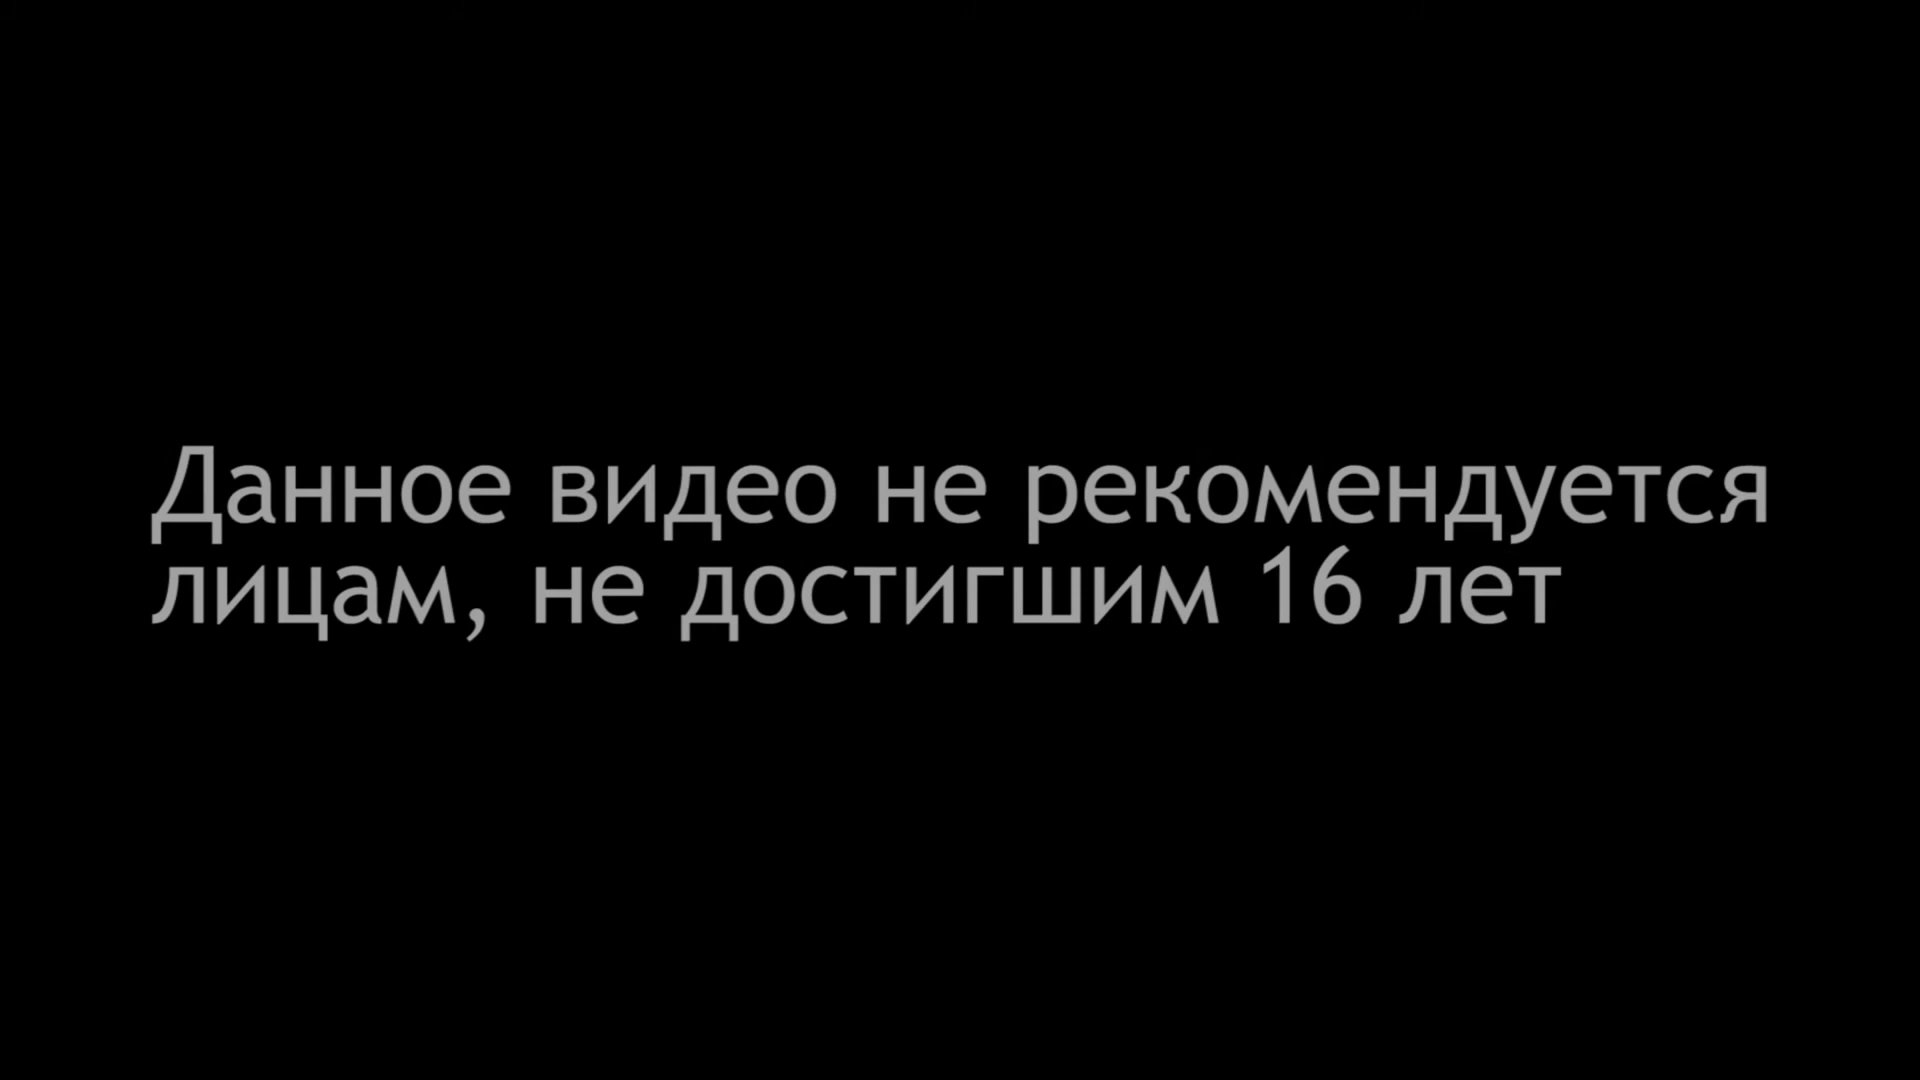 Данное видео не рекомендуется
лицам, не достигшим 16 лет